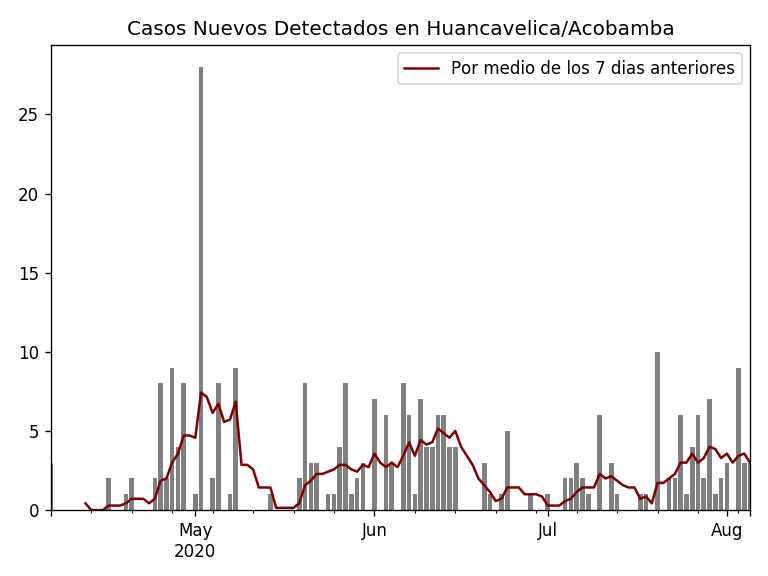 Casos Nuevos Detectados en Huancavelica/Acobamba
Por medio de los 7 dias anteriores
25
20
15
10
5
0
May
2020
Jun
Jul
Aug